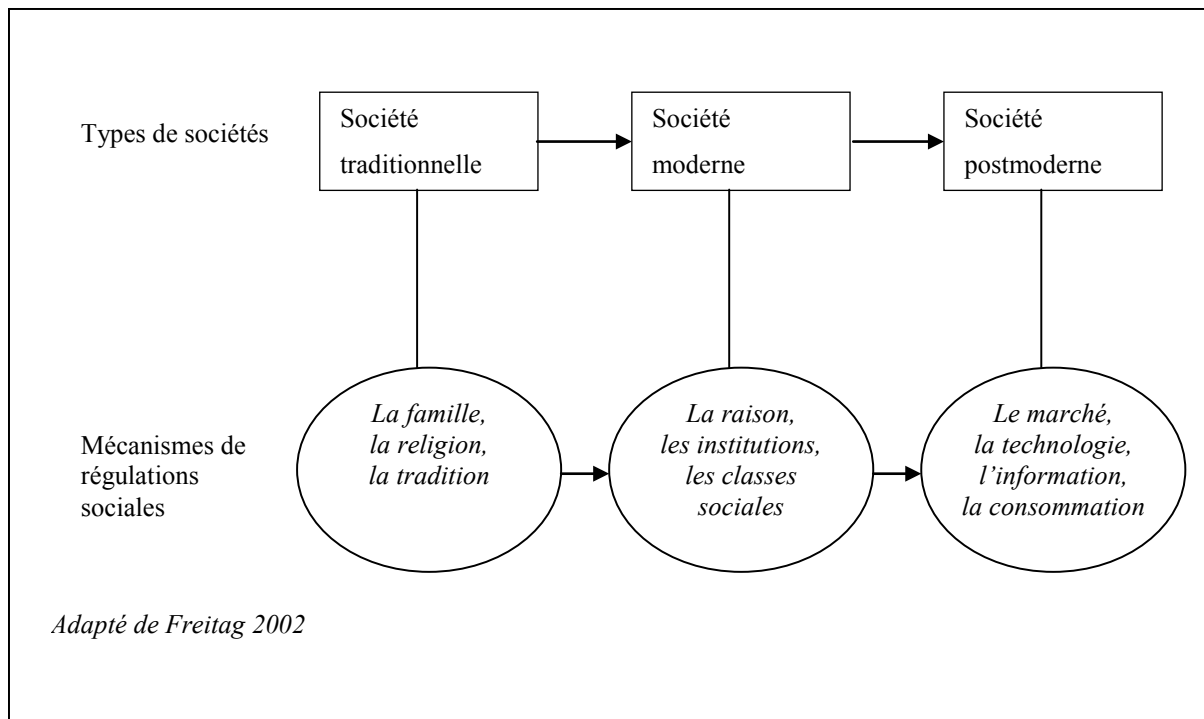 Types de sociétés
Société
traditionnelle
Société
moderne
Société
postmoderne
Mécanismes de
régulations
sociales
La famille,
la religion,
la tradition
La raison,
les institutions,
les classes
sociales
Le marché,
la technologie,
l’information,
la consommation
Adapté de Freitag 2002